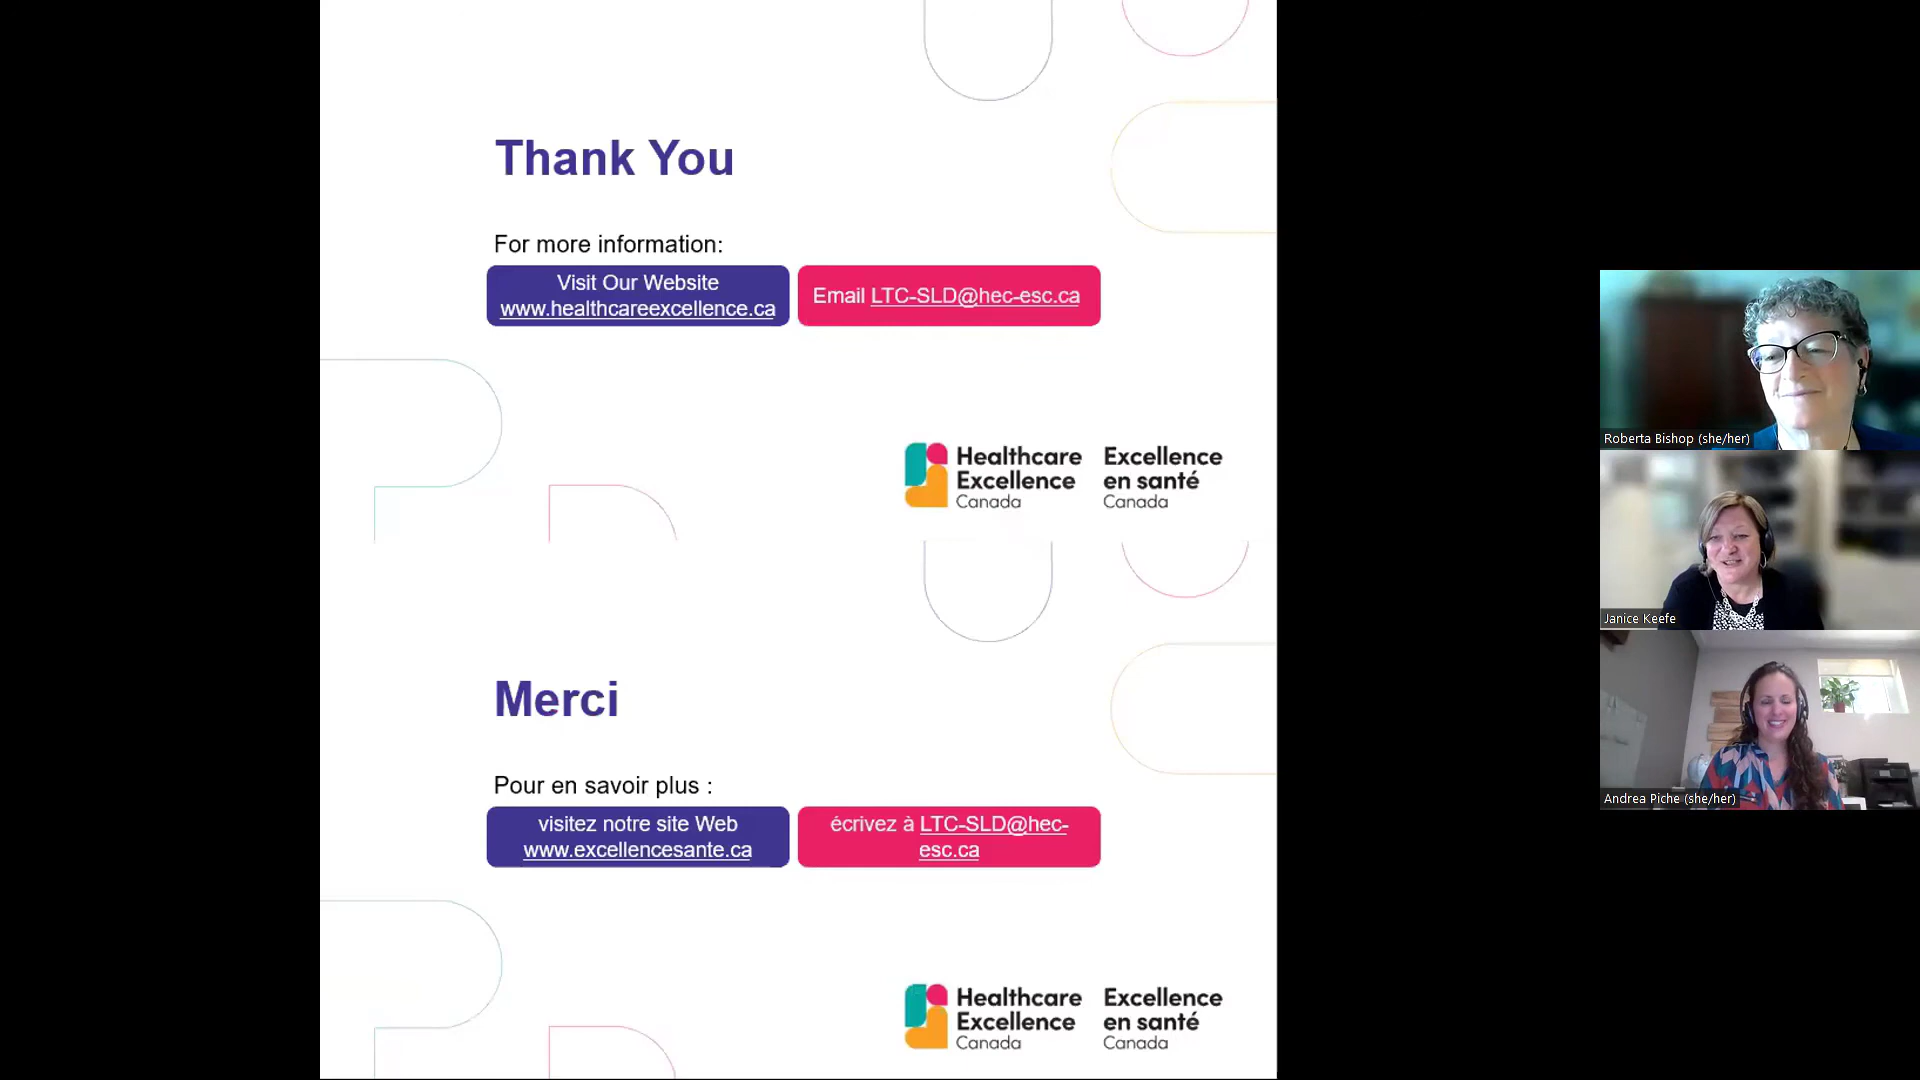 Thank You
For more information:
Visit Our Website
www.healthcareexcellence.ca
Email LTC-SLD@hec-esc.ca
Healthcare
Excellence
Canada
Excellence
en santé
Canada
Merci
Pour en savoir plus :
visitez notre site Web
www.excellencesante.ca
écrivez à LTC-SLD@hec-
esc.ca
Healthcare
Excellence
Canada
Excellence
en santé
Canada
Roberta Bishop (she/her)
Janice Keefe
Andrea Piche (she/her)